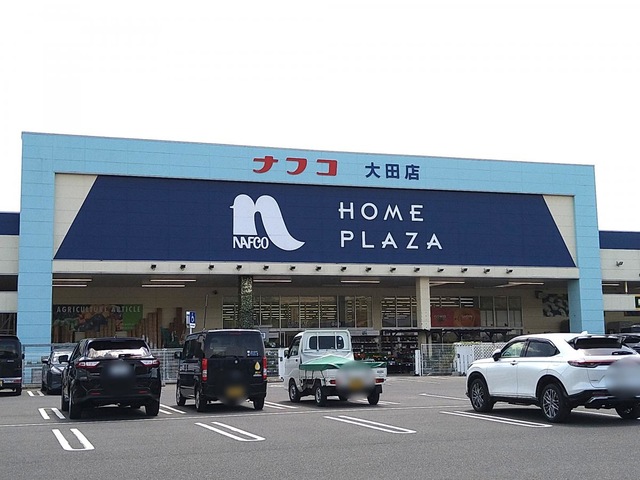 ナフコ 大田店
NAFCO
HOME
PLAZA
AGRICULTURE ARTICLE